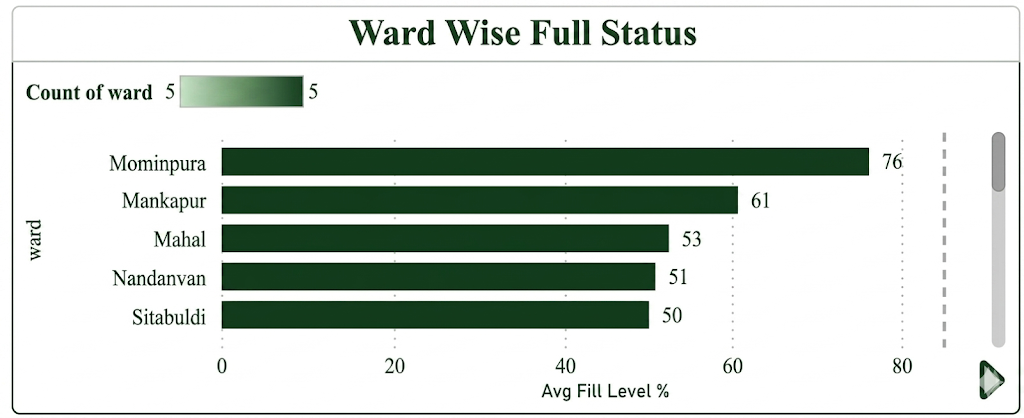 Ward Wise Full Status
Count of ward 5 5
ward
Mominpura 76
Mankapur 61
Mahal 53
Nandanvan 51
Sitabuldi 50
0 20 40 60 80
Avg Fill Level %